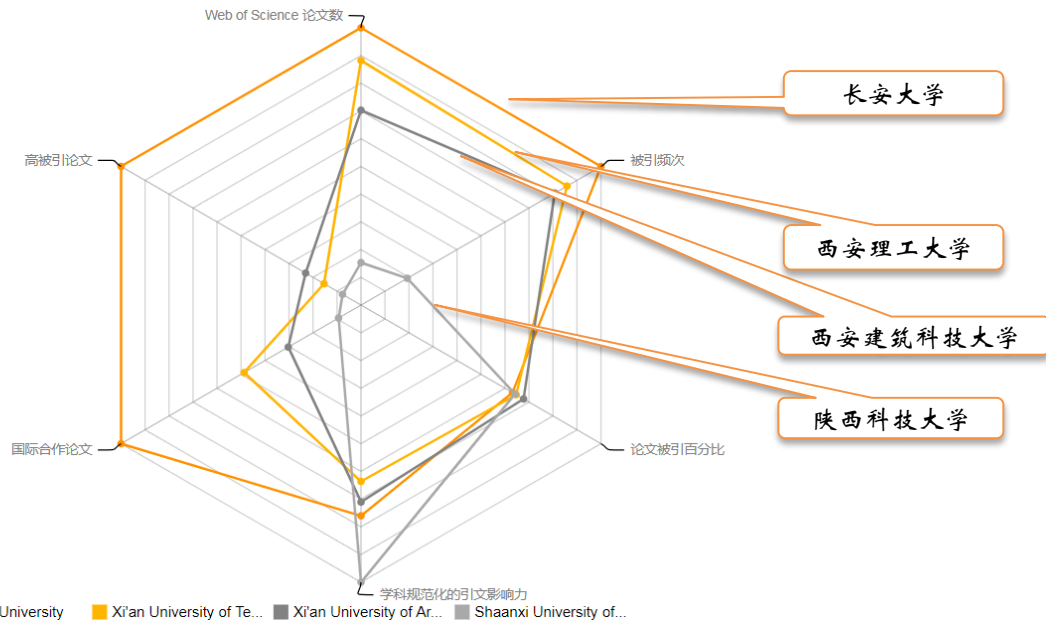 Web of Science 论文数
长安大学
高被引论文
被引频次
西安理工大学
西安建筑科技大学
陕西科技大学
国际合作论文
论文被引百分比
学科规范化的引文影响力
University
Xi'an University of Te...
Xi'an University of Ar...
Shaanxi University of...